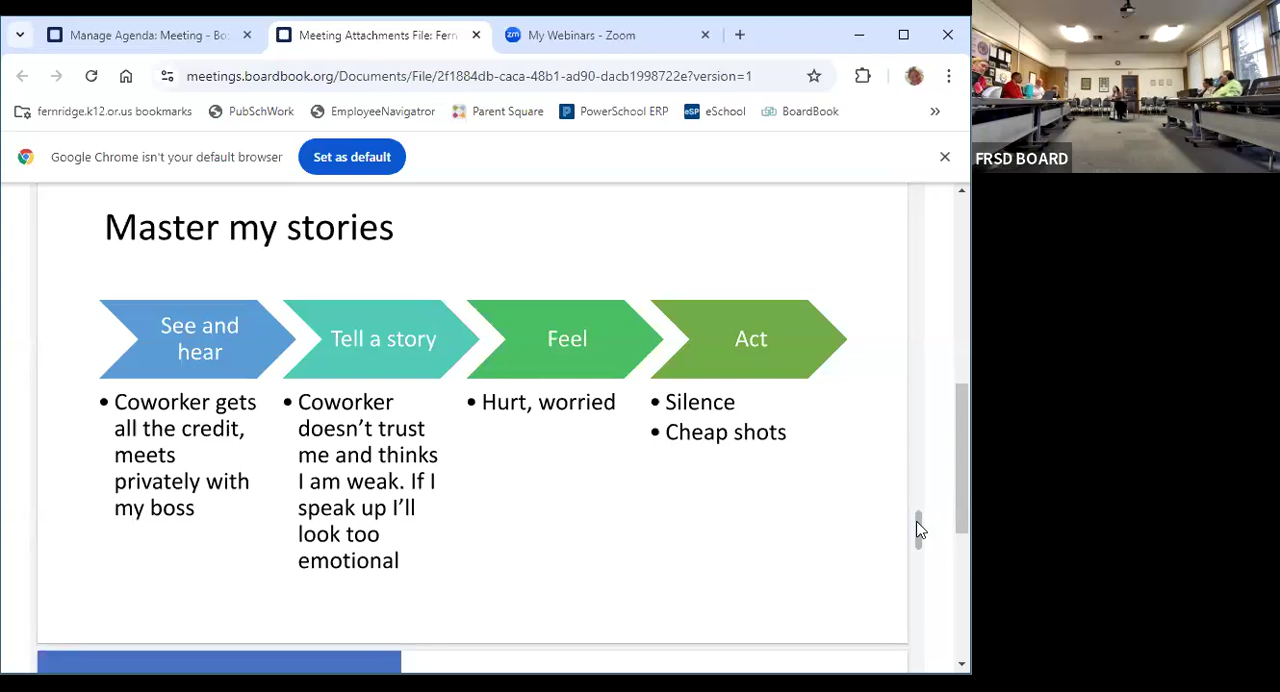 Manage Agenda: Meeting - Bo
Meeting Attachments File: Fern
zm My Webinars - Zoom
meetings.boardbook.org/Documents/File/2f1884db-caca-48b1-ad90-dacb1998722e?version=1
fernridge.k12.or.us bookmarks
PubSchWork
EmployeeNavigator
Parent Square
PowerSchool ERP
eSP eSchool
BoardBook
Google Chrome isn't your default browser
Set as default
FRSD BOARD
Master my stories
See and
hear
Tell a story
Feel
Act
• Coworker gets
all the credit,
meets
privately with
my boss
• Coworker
doesn't trust
me and thinks
I am weak. If I
speak up I'll
look too
emotional
• Hurt, worried
• Silence
• Cheap shots